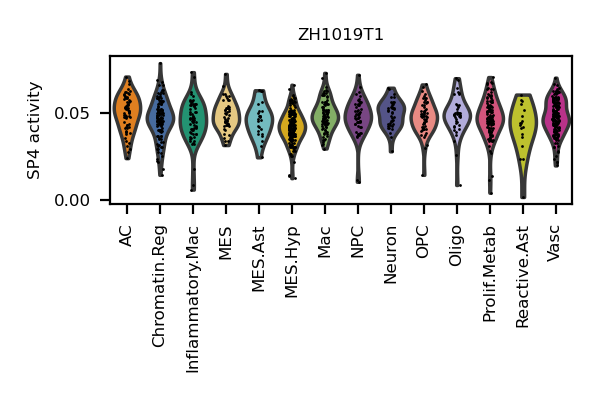 ZH1019T1
SP4 activity
0.05
0.00
AC
Chromatin.Reg
Inflammatory.Mac
MES
MES.Ast
MES.Hyp
Mac
NPC
Neuron
OPC
Oligo
Prolif.Metab
Reactive.Ast
Vasc